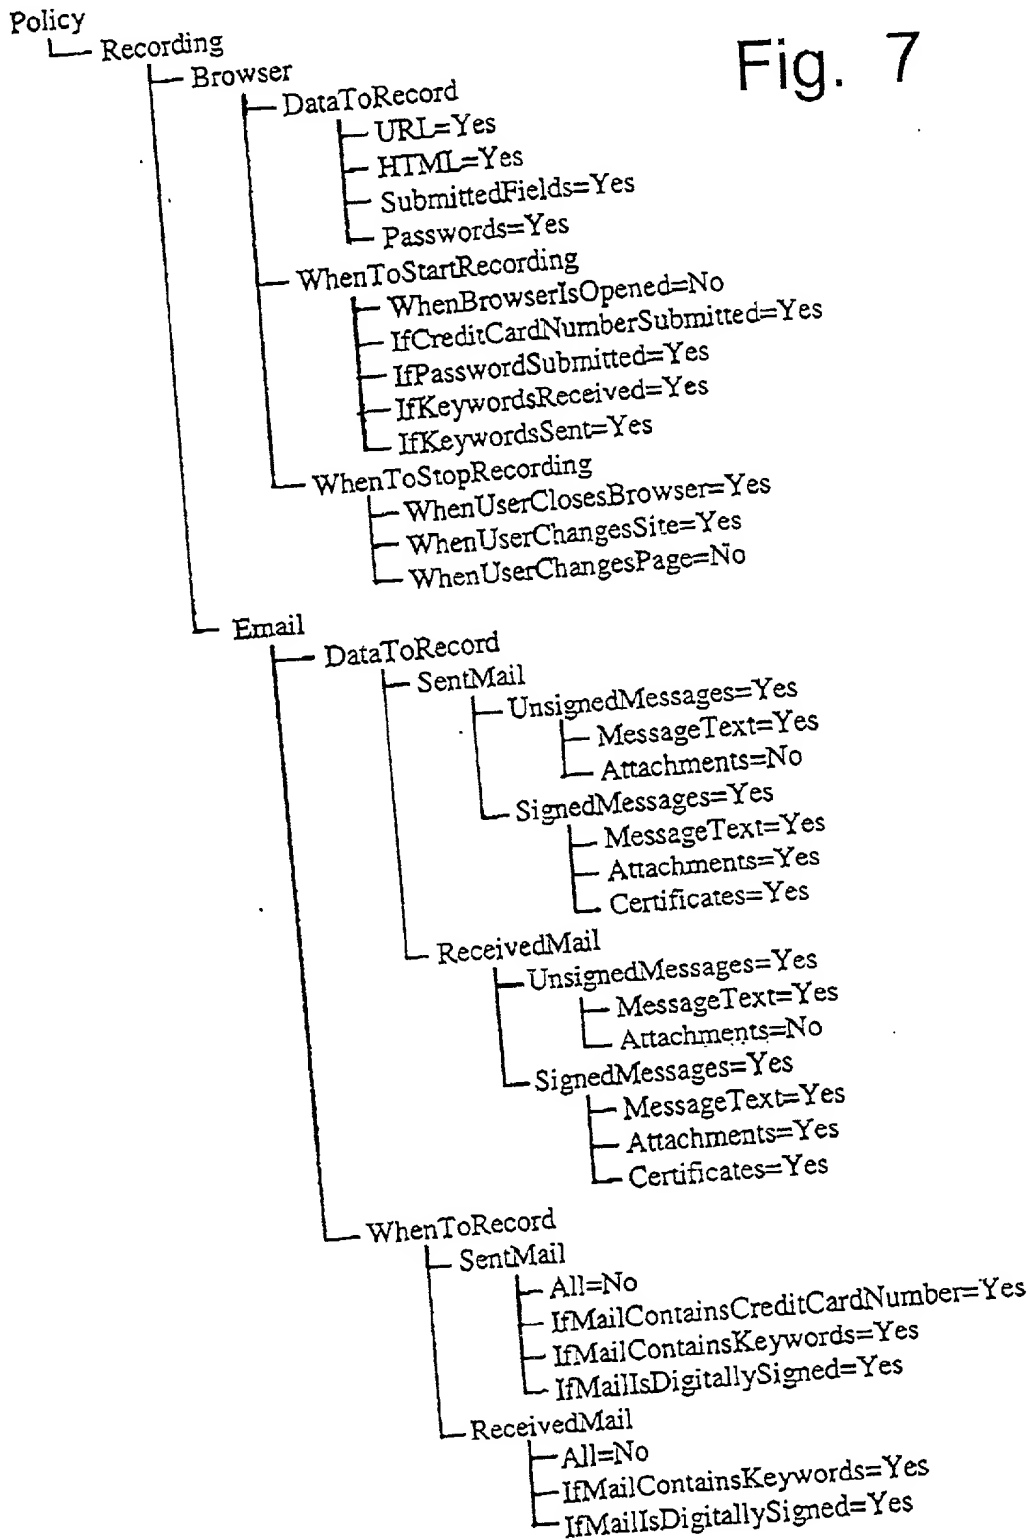 Fig. 7
Policy
Recording
Browser
DataToRecord
URL=Yes
HTML=Yes
SubmittedFields=Yes
Passwords=Yes
WhenToStartRecording
WhenBrowserIsOpened=No
IfCreditCardNumberSubmitted=Yes
IfPasswordSubmitted=Yes
IfKeywordsReceived=Yes
IfKeywordsSent=Yes
WhenToStopRecording
WhenUserClosesBrowser=Yes
WhenUserChangesSite=Yes
WhenUserChangesPage=No
Email
DataToRecord
SentMail
UnsignedMessages=Yes
MessageText=Yes
Attachments=No
SignedMessages=Yes
MessageText=Yes
Attachments=Yes
Certificates=Yes
ReceivedMail
UnsignedMessages=Yes
MessageText=Yes
Attachments=No
SignedMessages=Yes
MessageText=Yes
Attachments=Yes
Certificates=Yes
WhenToRecord
SentMail
All=No
IfMailContainsCreditCardNumber=Yes
IfMailContainsKeywords=Yes
IfMailIsDigitallySigned=Yes
ReceivedMail
All=No
IfMailContainsKeywords=Yes
IfMailIsDigitallySigned=Yes